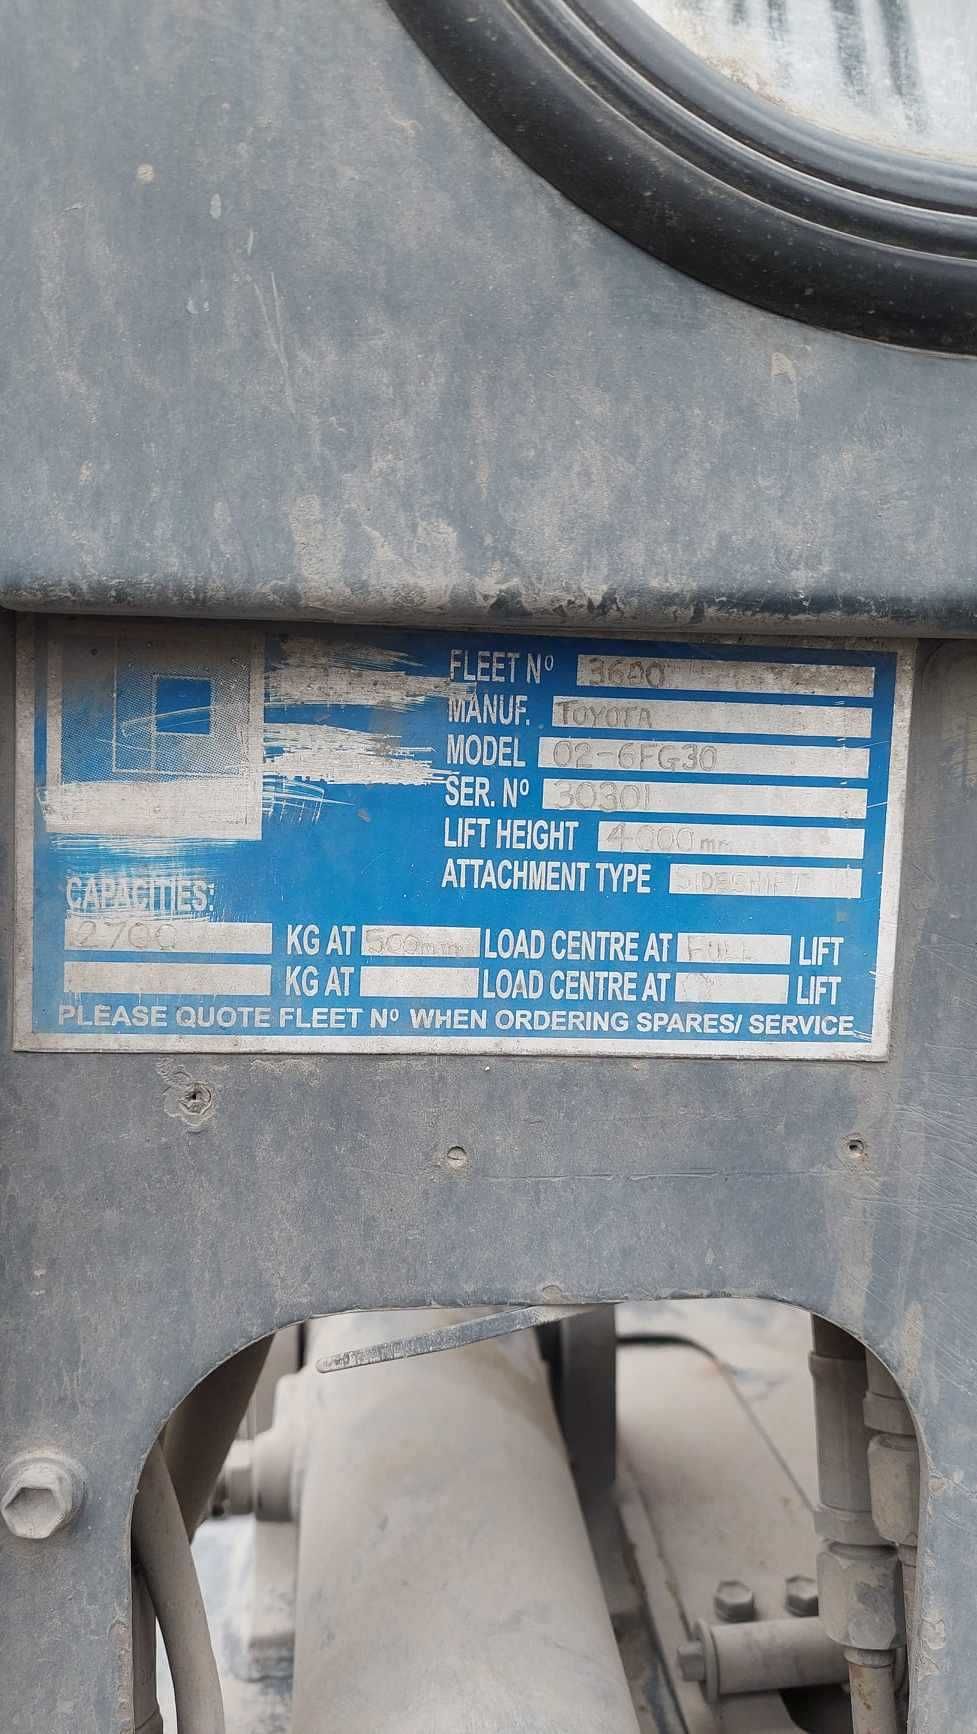 FLEET Nº 3600
MANUF. TOYOTA
MODEL 02-6FG30
SER. Nº 30301
LIFT HEIGHT 4000mm
ATTACHMENT TYPE SIDESHIFT
CAPACITIES:
2700 KG AT 500mm LOAD CENTRE AT FULL LIFT
KG AT LOAD CENTRE AT LIFT
PLEASE QUOTE FLEET Nº WHEN ORDERING SPARES/ SERVICE